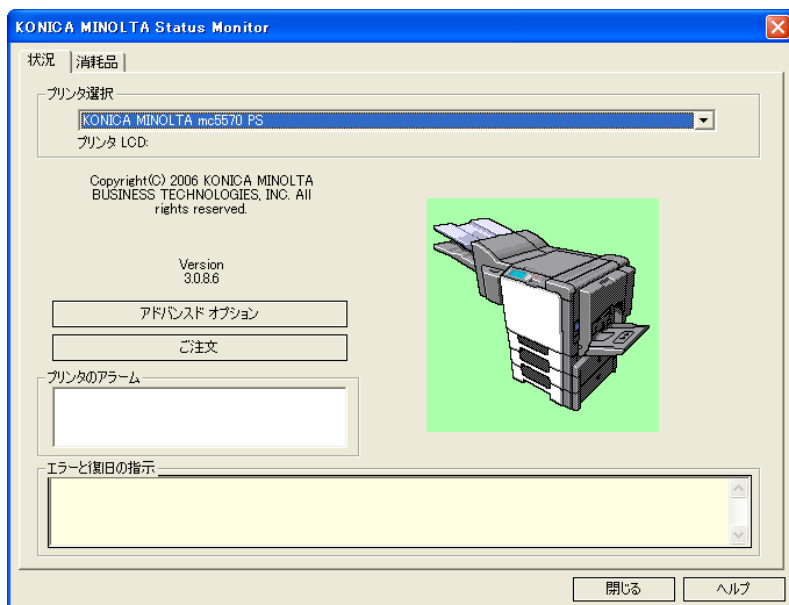 KONICA MINOLTA Status Monitor
状況
消耗品
プリンタ選択
KONICA MINOLTA mc5570 PS
プリンタ LCD:
Copyright(C) 2006 KONICA MINOLTA
BUSINESS TECHNOLOGIES, INC. All
rights reserved.
Version
3.0.8.6
アドバンスド オプション
ご注文
プリンタのアラーム
エラーと復旧の指示
閉じる
ヘルプ